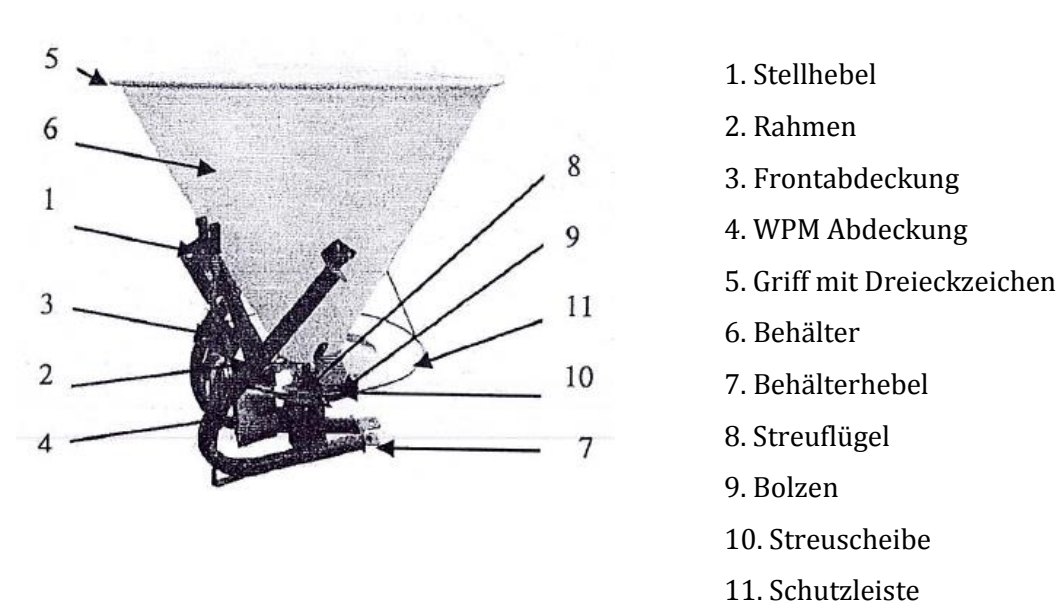 5
6
1
3
2
4
8
9
11
10
7
1. Stellhebel
2. Rahmen
3. Frontabdeckung
4. WPM Abdeckung
5. Griff mit Dreieckzeichen
6. Behälter
7. Behälterhebel
8. Streuflügel
9. Bolzen
10. Streuscheibe
11. Schutzleiste